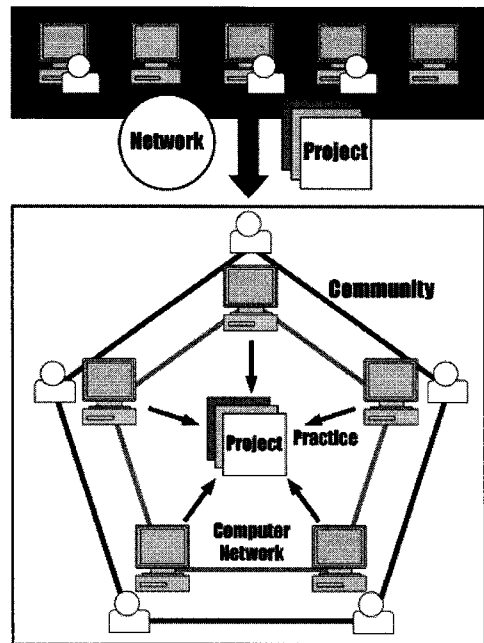 Network
Project
Community
Project
Practice
Computer
Network